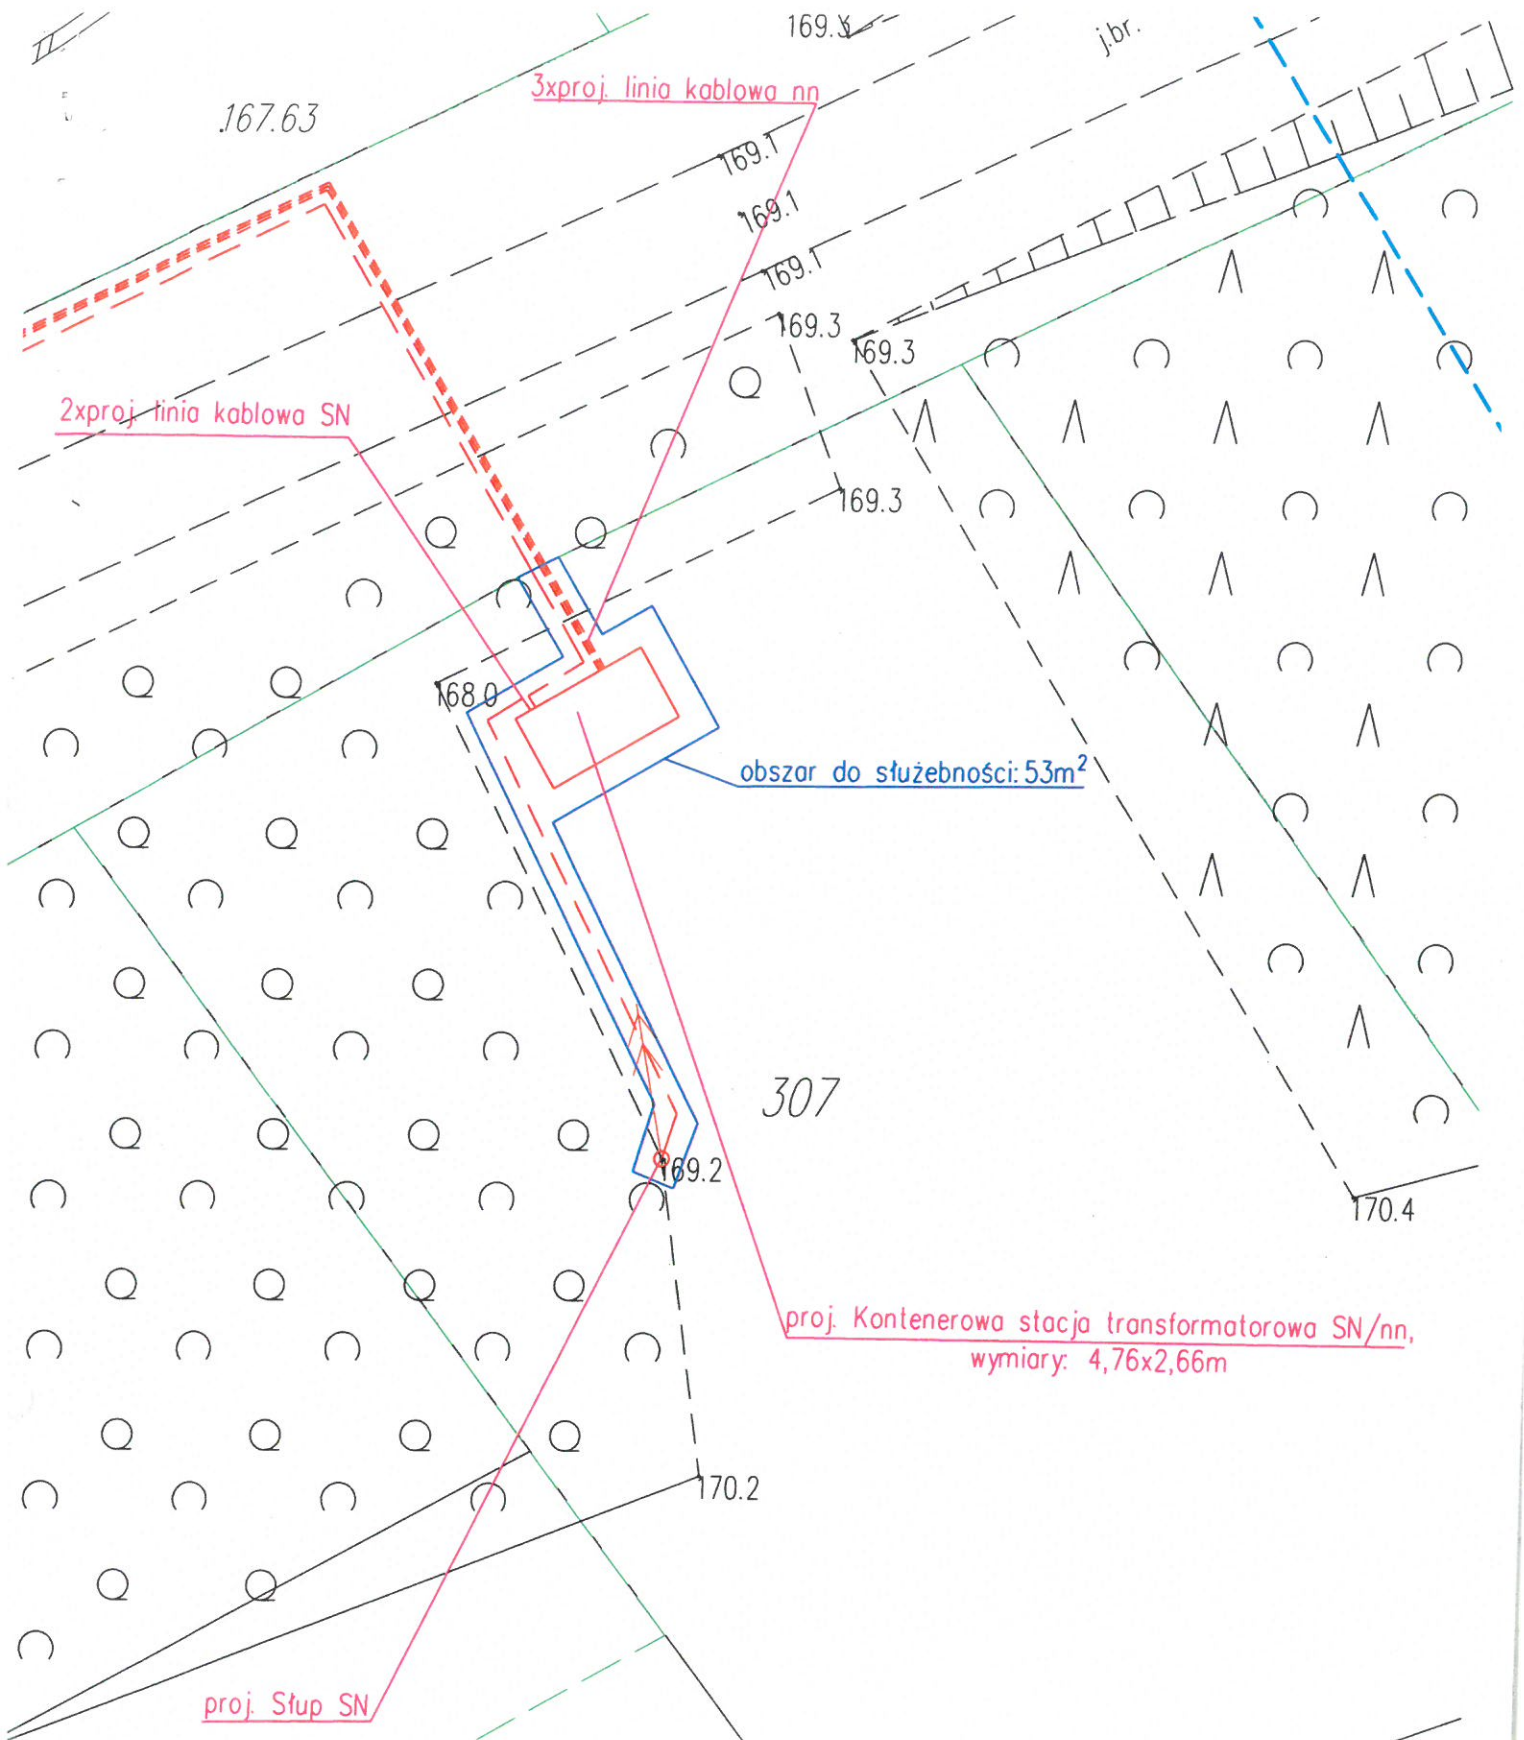 169.3
j.br.
3xproj. linia kablowa nn
167.63
169.1
169.1
169.1
169.3
169.3
2xproj. linia kablowa SN
169.3
168.0
obszar do służebności: 53m²
307
169.2
170.4
proj. Kontenerowa stacja transformatorowa SN/nn,
wymiary: 4,76x2,66m
170.2
proj. Słup SN